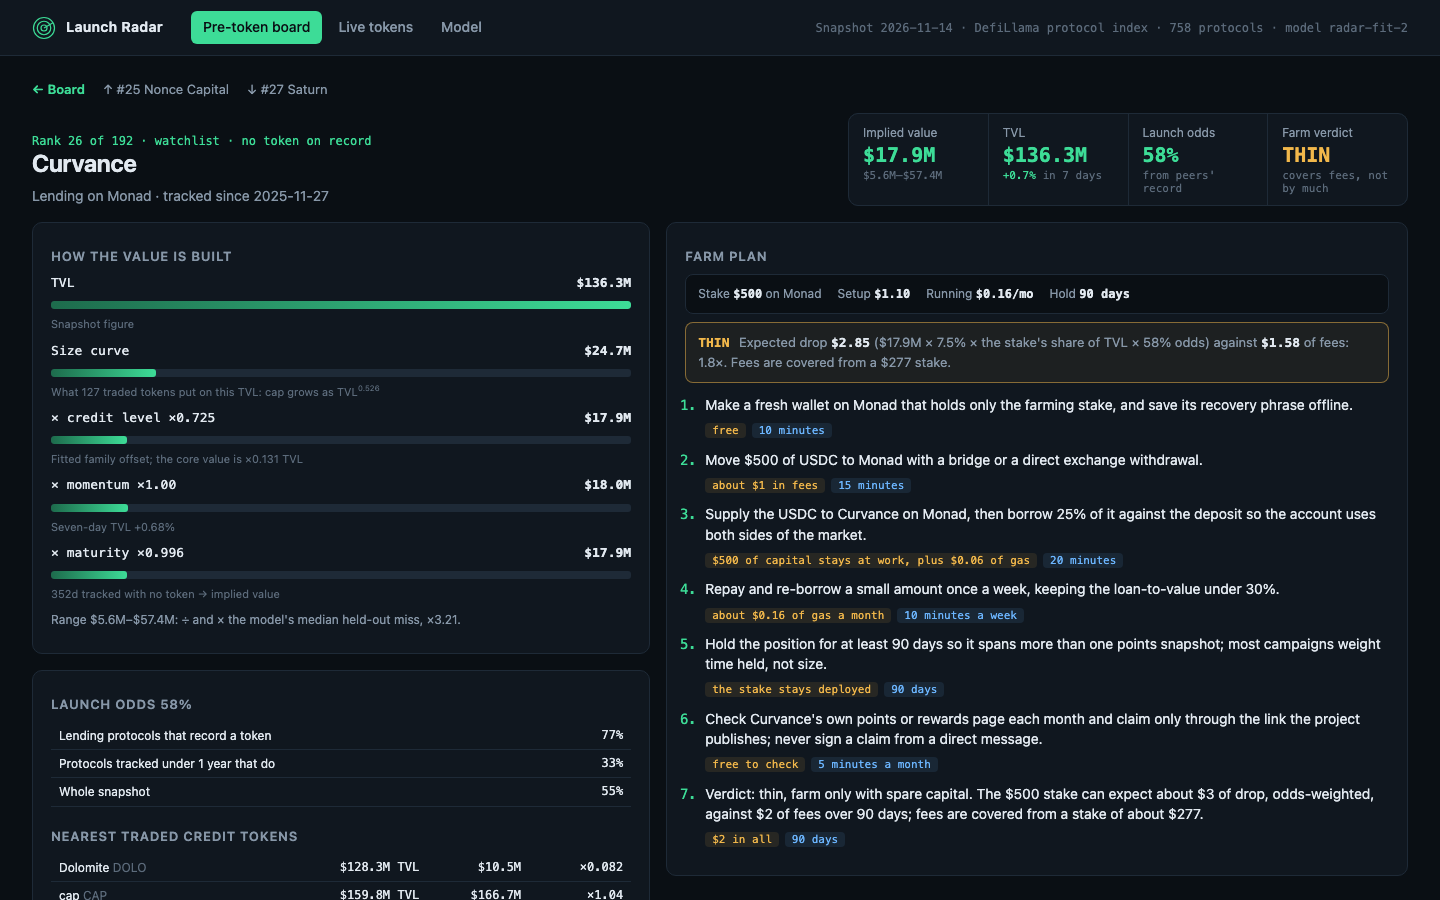 Launch Radar
Pre-token board
Live tokens
Model
Snapshot 2026-11-14 · DefiLlama protocol index · 758 protocols · model radar-fit-2
← Board
↑ #25 Nonce Capital
↓ #27 Saturn
Rank 26 of 192 · watchlist · no token on record
Curvance
Lending on Monad · tracked since 2025-11-27
Implied value
$17.9M
$5.6M–$57.4M
TVL
$136.3M
+0.7% in 7 days
Launch odds
58%
from peers'
record
Farm verdict
THIN
covers fees, not
by much
HOW THE VALUE IS BUILT
TVL $136.3M
Snapshot figure
Size curve $24.7M
What 127 traded tokens put on this TVL: cap grows as TVL^0.526
× credit level ×0.725 $17.9M
Fitted family offset; the core value is ×0.131 TVL
× momentum ×1.00 $18.0M
Seven-day TVL +0.68%
× maturity ×0.996 $17.9M
352d tracked with no token → implied value
Range $5.6M–$57.4M: ÷ and × the model's median held-out miss, ×3.21.
LAUNCH ODDS 58%
Lending protocols that record a token 77%
Protocols tracked under 1 year that do 33%
Whole snapshot 55%
NEAREST TRADED CREDIT TOKENS
Dolomite DOLO $128.3M TVL $10.5M ×0.082
cap CAP $159.8M TVL $166.7M ×1.04
FARM PLAN
Stake $500 on Monad Setup $1.10 Running $0.16/mo Hold 90 days
THIN Expected drop $2.85 ($17.9M × 7.5% × the stake's share of TVL × 58% odds) against $1.58 of fees:
1.8×. Fees are covered from a $277 stake.
1. Make a fresh wallet on Monad that holds only the farming stake, and save its recovery phrase offline.
free 10 minutes
2. Move $500 of USDC to Monad with a bridge or a direct exchange withdrawal.
about $1 in fees 15 minutes
3. Supply the USDC to Curvance on Monad, then borrow 25% of it against the deposit so the account uses
both sides of the market.
$500 of capital stays at work, plus $0.06 of gas 20 minutes
4. Repay and re-borrow a small amount once a week, keeping the loan-to-value under 30%.
about $0.16 of gas a month 10 minutes a week
5. Hold the position for at least 90 days so it spans more than one points snapshot; most campaigns weight
time held, not size.
the stake stays deployed 90 days
6. Check Curvance's own points or rewards page each month and claim only through the link the project
publishes; never sign a claim from a direct message.
free to check 5 minutes a month
7. Verdict: thin, farm only with spare capital. The $500 stake can expect about $3 of drop, odds-weighted,
against $2 of fees over 90 days; fees are covered from a stake of about $277.
$2 in all 90 days